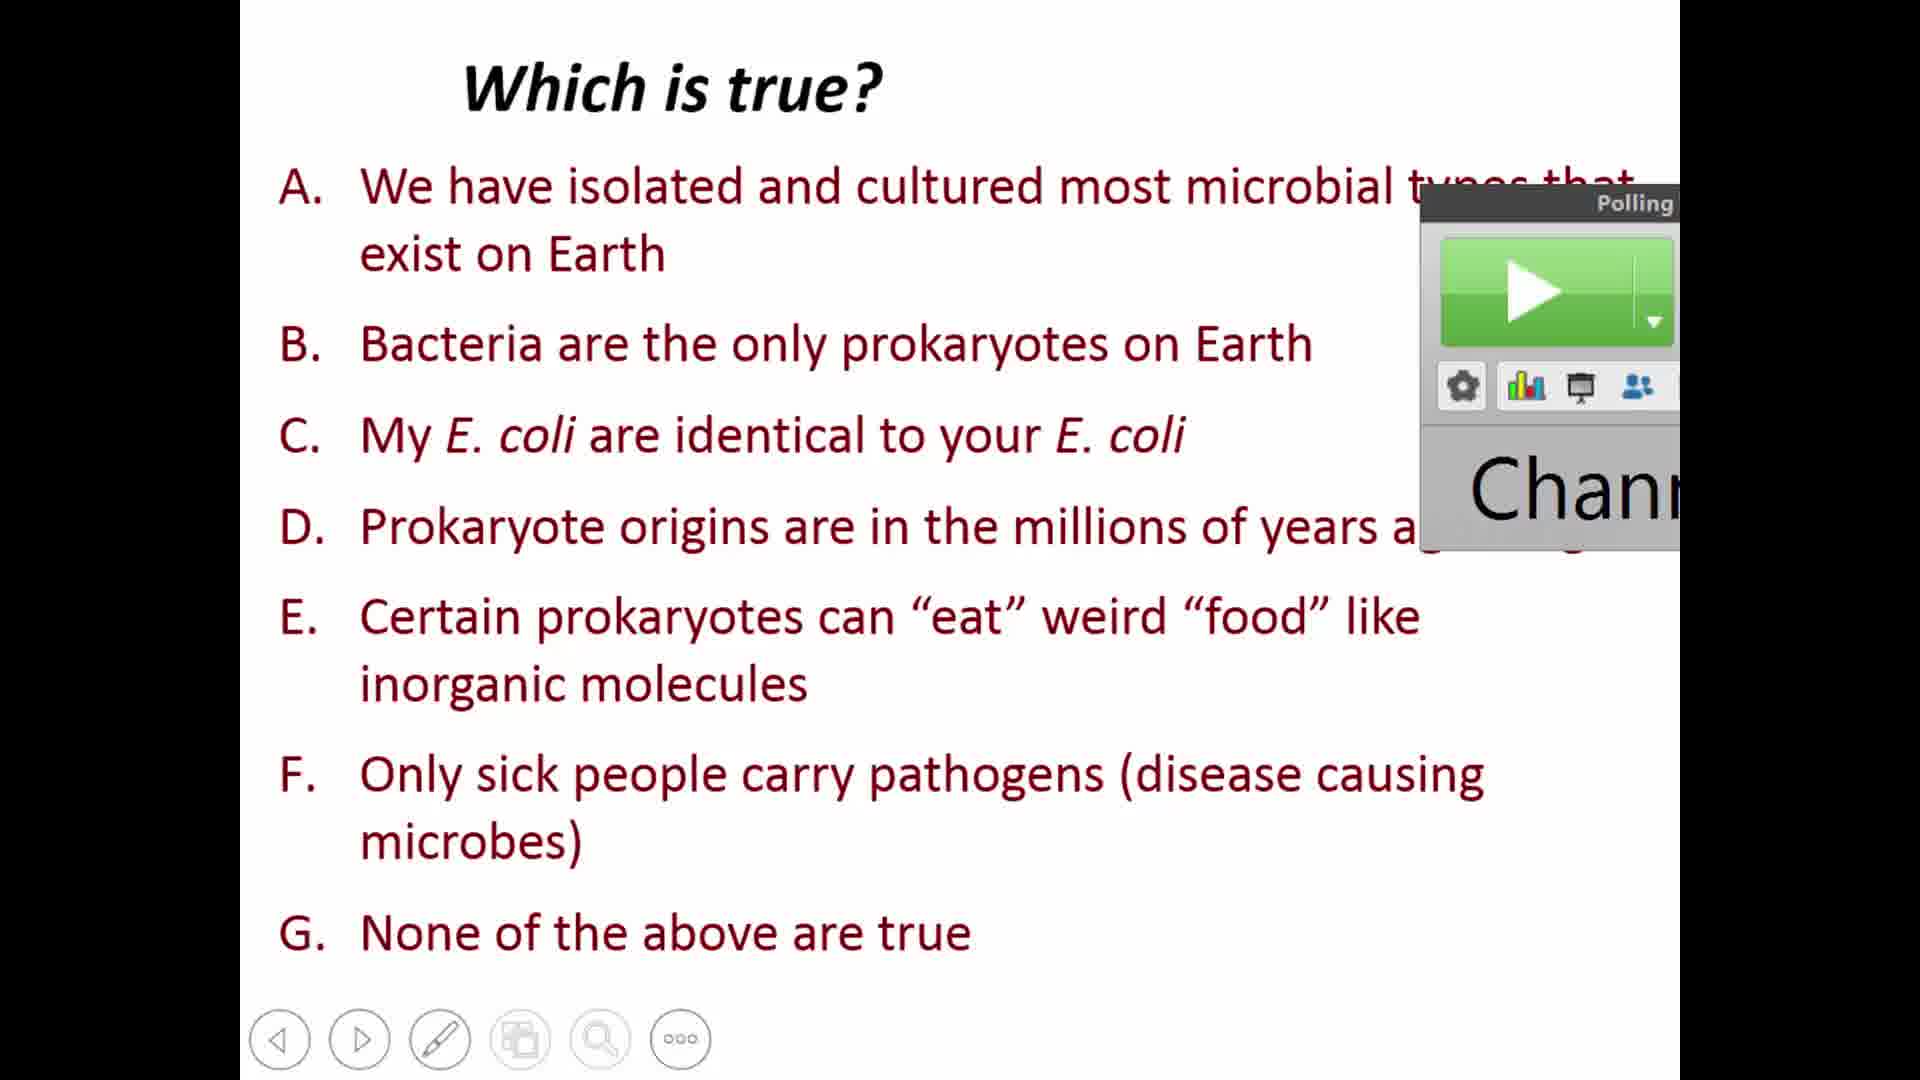 Which is true?
A. We have isolated and cultured most microbial types that
exist on Earth
B. Bacteria are the only prokaryotes on Earth
C. My E. coli are identical to your E. coli
D. Prokaryote origins are in the millions of years
E. Certain prokaryotes can “eat” weird “food” like
inorganic molecules
F. Only sick people carry pathogens (disease causing
microbes)
G. None of the above are true
Polling